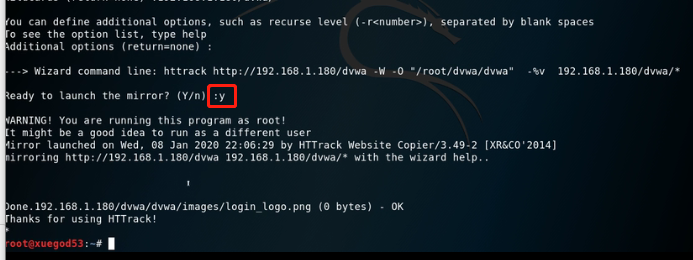 You can define additional options, such as recurse level (-r<number>), separated by blank spaces
To see the option list, type help
Additional options (return=none) :
---> Wizard command line: httrack http://192.168.1.180/dvwa -W -O "/root/dvwa/dvwa" -%v 192.168.1.180/dvwa/*
Ready to launch the mirror? (Y/n) :y
WARNING! You are running this program as root!
It might be a good idea to run as a different user
Mirror launched on Wed, 08 Jan 2020 22:06:29 by HTTrack Website Copier/3.49-2 [XR&CO'2014]
mirroring http://192.168.1.180/dvwa 192.168.1.180/dvwa/* with the wizard help..
Done.192.168.1.180/dvwa/dvwa/images/login_logo.png (0 bytes) - OK
Thanks for using HTTrack!
*
root@xuegod53:~#